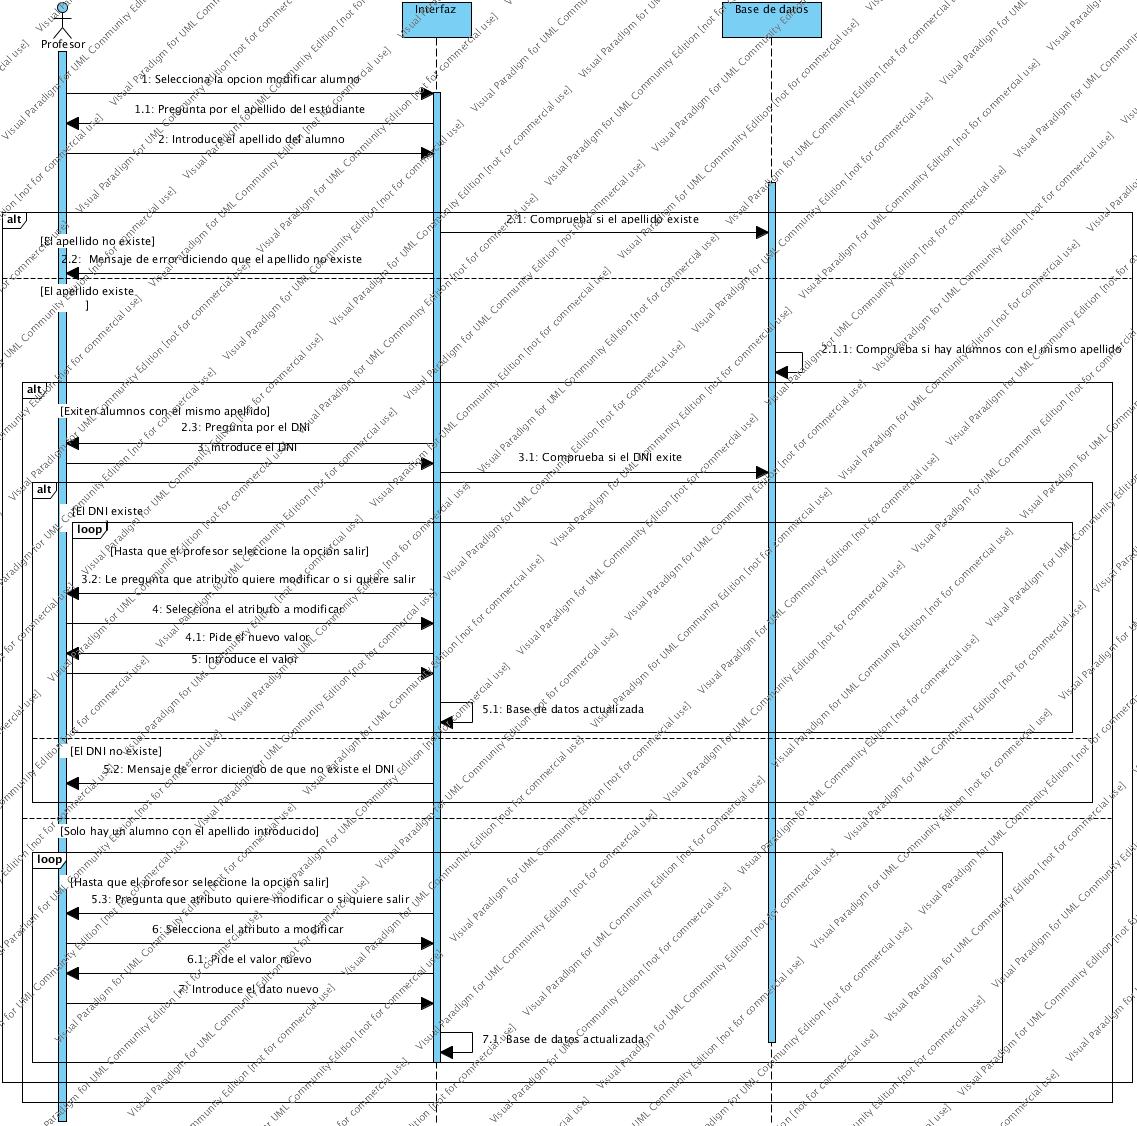 Profesor
Interfaz
Base de datos
1: Selecciona la opcion modificar alumno
1.1: Pregunta por el apellido del estudiante
2: Introduce el apellido del alumno
alt
2.1: Comprueba si el apellido existe
[El apellido no existe]
2.2: Mensaje de error diciendo que el apellido no existe
[El apellido existe
]
2.1.1: Comprueba si hay alumnos con el mismo apellido
alt
[Exiten alumnos con el mismo apellido]
2.3: Pregunta por el DNI
3: Introduce el DNI
3.1: Comprueba si el DNI exite
alt
[El DNI existe
loop
[Hasta que el profesor seleccione la opción salir]
3.2: Le pregunta que atributo quiere modificar o si quiere salir
4: Selecciona el atributo a modificar
4.1: Pide el nuevo valor
5: Introduce el valor
5.1: Base de datos actualizada
[El DNI no existe]
5.2: Mensaje de error diciendo de que no existe el DNI
[Solo hay un alumno con el apellido introducido]
loop
[Hasta que el profesor seleccione la opción salir]
5.3: Pregunta que atributo quiere modificar o si quiere salir
6: Selecciona el atributo a modificar
6.1: Pide el valor nuevo
7: Introduce el dato nuevo
7.1: Base de datos actualizada
Visual Paradigm for UML Community Edition [not for commercial use]